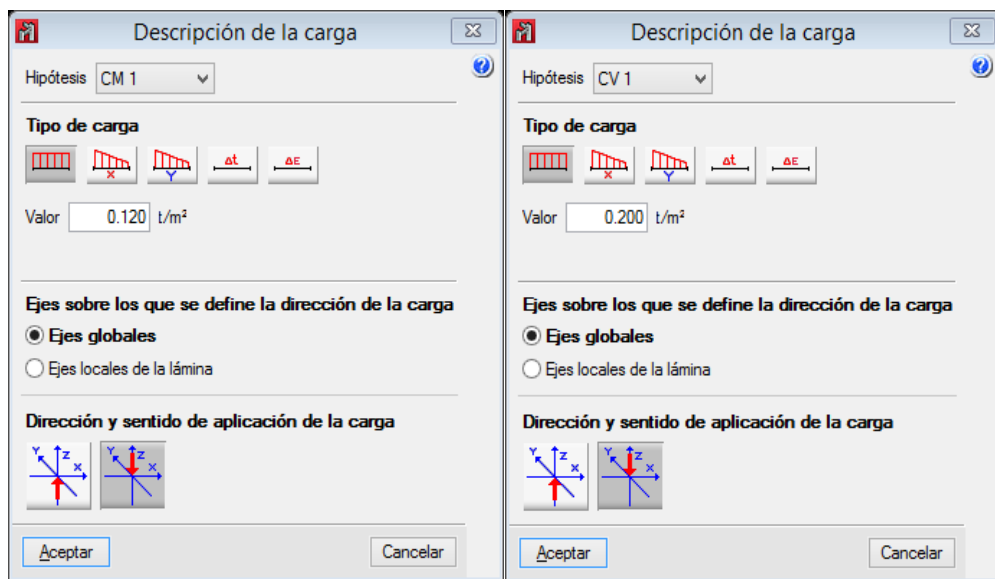 Descripción de la carga
Hipótesis CM 1
Tipo de carga
X Y Δt ΔE
Valor 0.120 t/m²
Ejes sobre los que se define la dirección de la carga
Ejes globales
Ejes locales de la lámina
Dirección y sentido de aplicación de la carga
Y Z X Y Z X
Aceptar Cancelar
Descripción de la carga
Hipótesis CV 1
Tipo de carga
X Y Δt ΔE
Valor 0.200 t/m²
Ejes sobre los que se define la dirección de la carga
Ejes globales
Ejes locales de la lámina
Dirección y sentido de aplicación de la carga
Y Z X Y Z X
Aceptar Cancelar